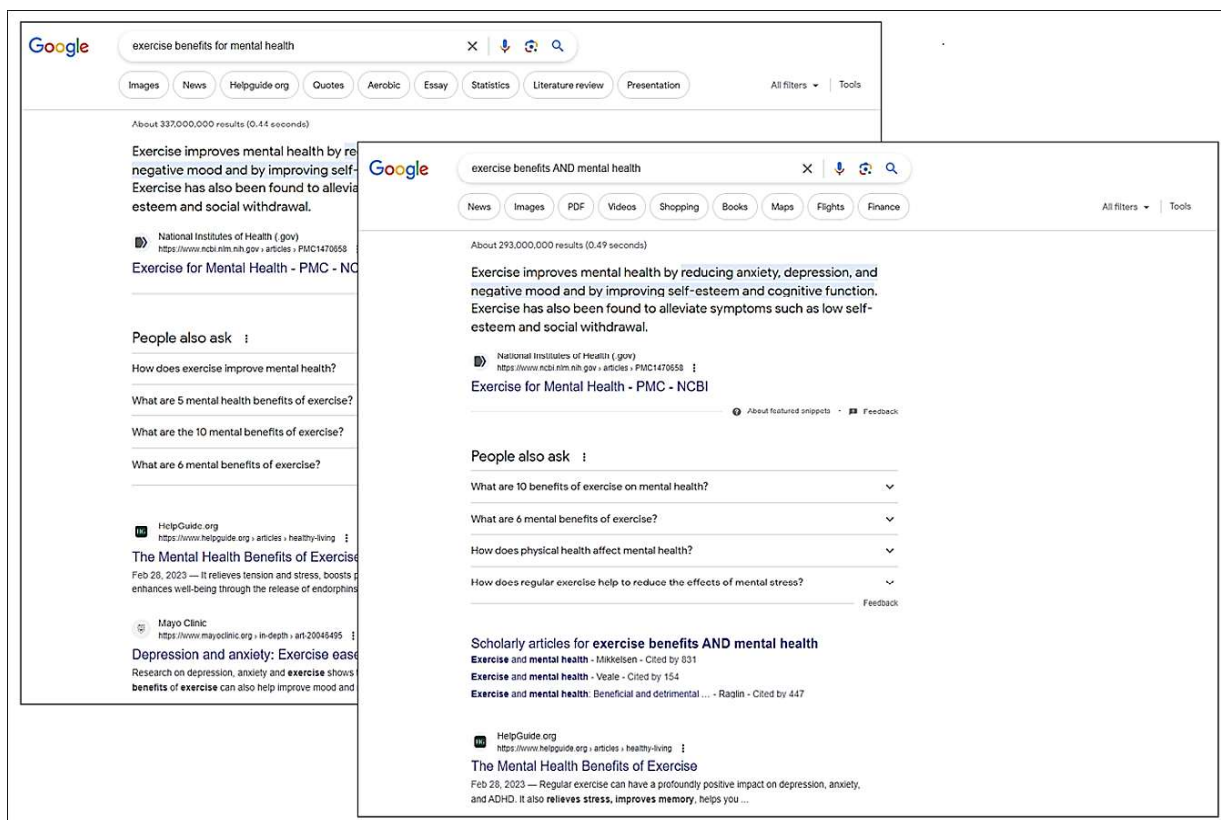 Google
exercise benefits for mental health
Images News Helpguide org Quotes Aerobic Essay Statistics Literature review Presentation All filters Tools
About 337,000,000 results (0.44 seconds)
Exercise improves mental health by re
negative mood and by improving self-
Exercise has also been found to allevia
esteem and social withdrawal.
National Institutes of Health (.gov)
https://www.ncbi.nlm.nih.gov › articles › PMC1470658
Exercise for Mental Health - PMC - NC
People also ask
How does exercise improve mental health?
What are 5 mental health benefits of exercise?
What are the 10 mental benefits of exercise?
What are 6 mental benefits of exercise?
HelpGuide.org
https://www.helpguide.org › articles › healthy-living
The Mental Health Benefits of Exercise
Feb 28, 2023 — It relieves tension and stress, boosts p
enhances well-being through the release of endorphins
Mayo Clinic
https://www.mayoclinic.org › in-depth › art-20046495
Depression and anxiety: Exercise ease
Research on depression, anxiety and exercise shows t
benefits of exercise can also help improve mood and
Google
exercise benefits AND mental health
News Images PDF Videos Shopping Books Maps Flights Finance All filters Tools
About 293,000,000 results (0.49 seconds)
Exercise improves mental health by reducing anxiety, depression, and
negative mood and by improving self-esteem and cognitive function.
Exercise has also been found to alleviate symptoms such as low self-
esteem and social withdrawal.
National Institutes of Health (.gov)
https://www.ncbi.nlm.nih.gov › articles › PMC1470658
Exercise for Mental Health - PMC - NCBI
About featured snippets · Feedback
People also ask
What are 10 benefits of exercise on mental health?
What are 6 mental benefits of exercise?
How does physical health affect mental health?
How does regular exercise help to reduce the effects of mental stress?
Feedback
Scholarly articles for exercise benefits AND mental health
Exercise and mental health - Mikkelsen - Cited by 831
Exercise and mental health - Veale - Cited by 154
Exercise and mental health: Beneficial and detrimental ... - Raglin - Cited by 447
HG HelpGuide.org
https://www.helpguide.org › articles › healthy-living
The Mental Health Benefits of Exercise
Feb 28, 2023 — Regular exercise can have a profoundly positive impact on depression, anxiety,
and ADHD. It also relieves stress, improves memory, helps you ...